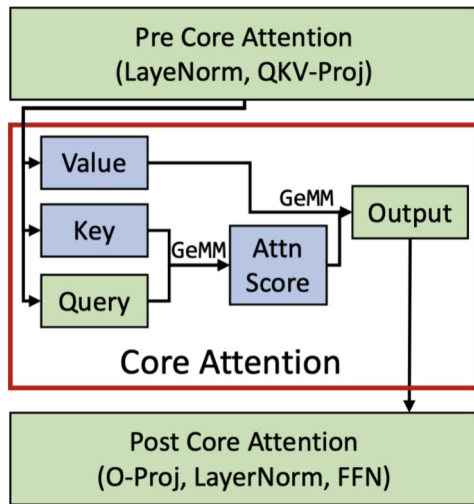 Pre Core Attention
(LayeNorm, QKV-Proj)
Value
GeMM
Output
Key
GeMM
Attn
Score
Query
Core Attention
Post Core Attention
(O-Proj, LayerNorm, FFN)